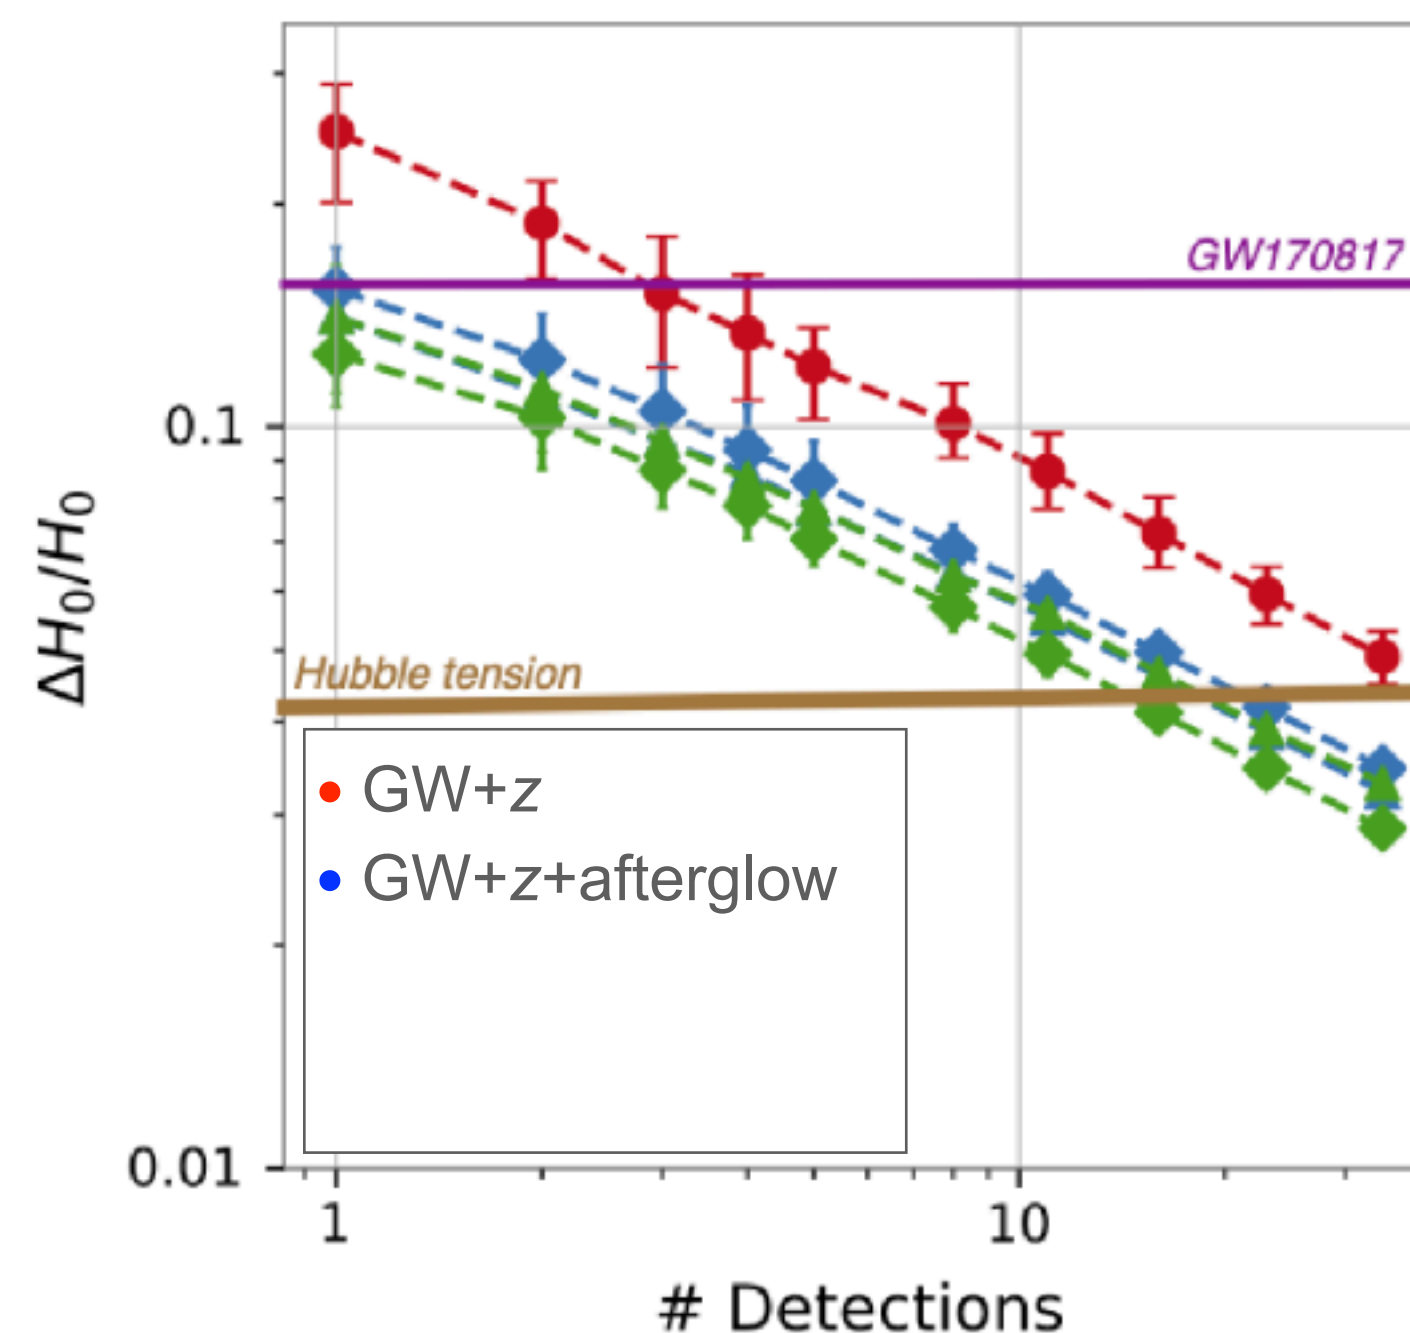 GW170817
0.1
ΔH₀/H₀
Hubble tension
GW+z
GW+z+afterglow
0.01
1
10
# Detections